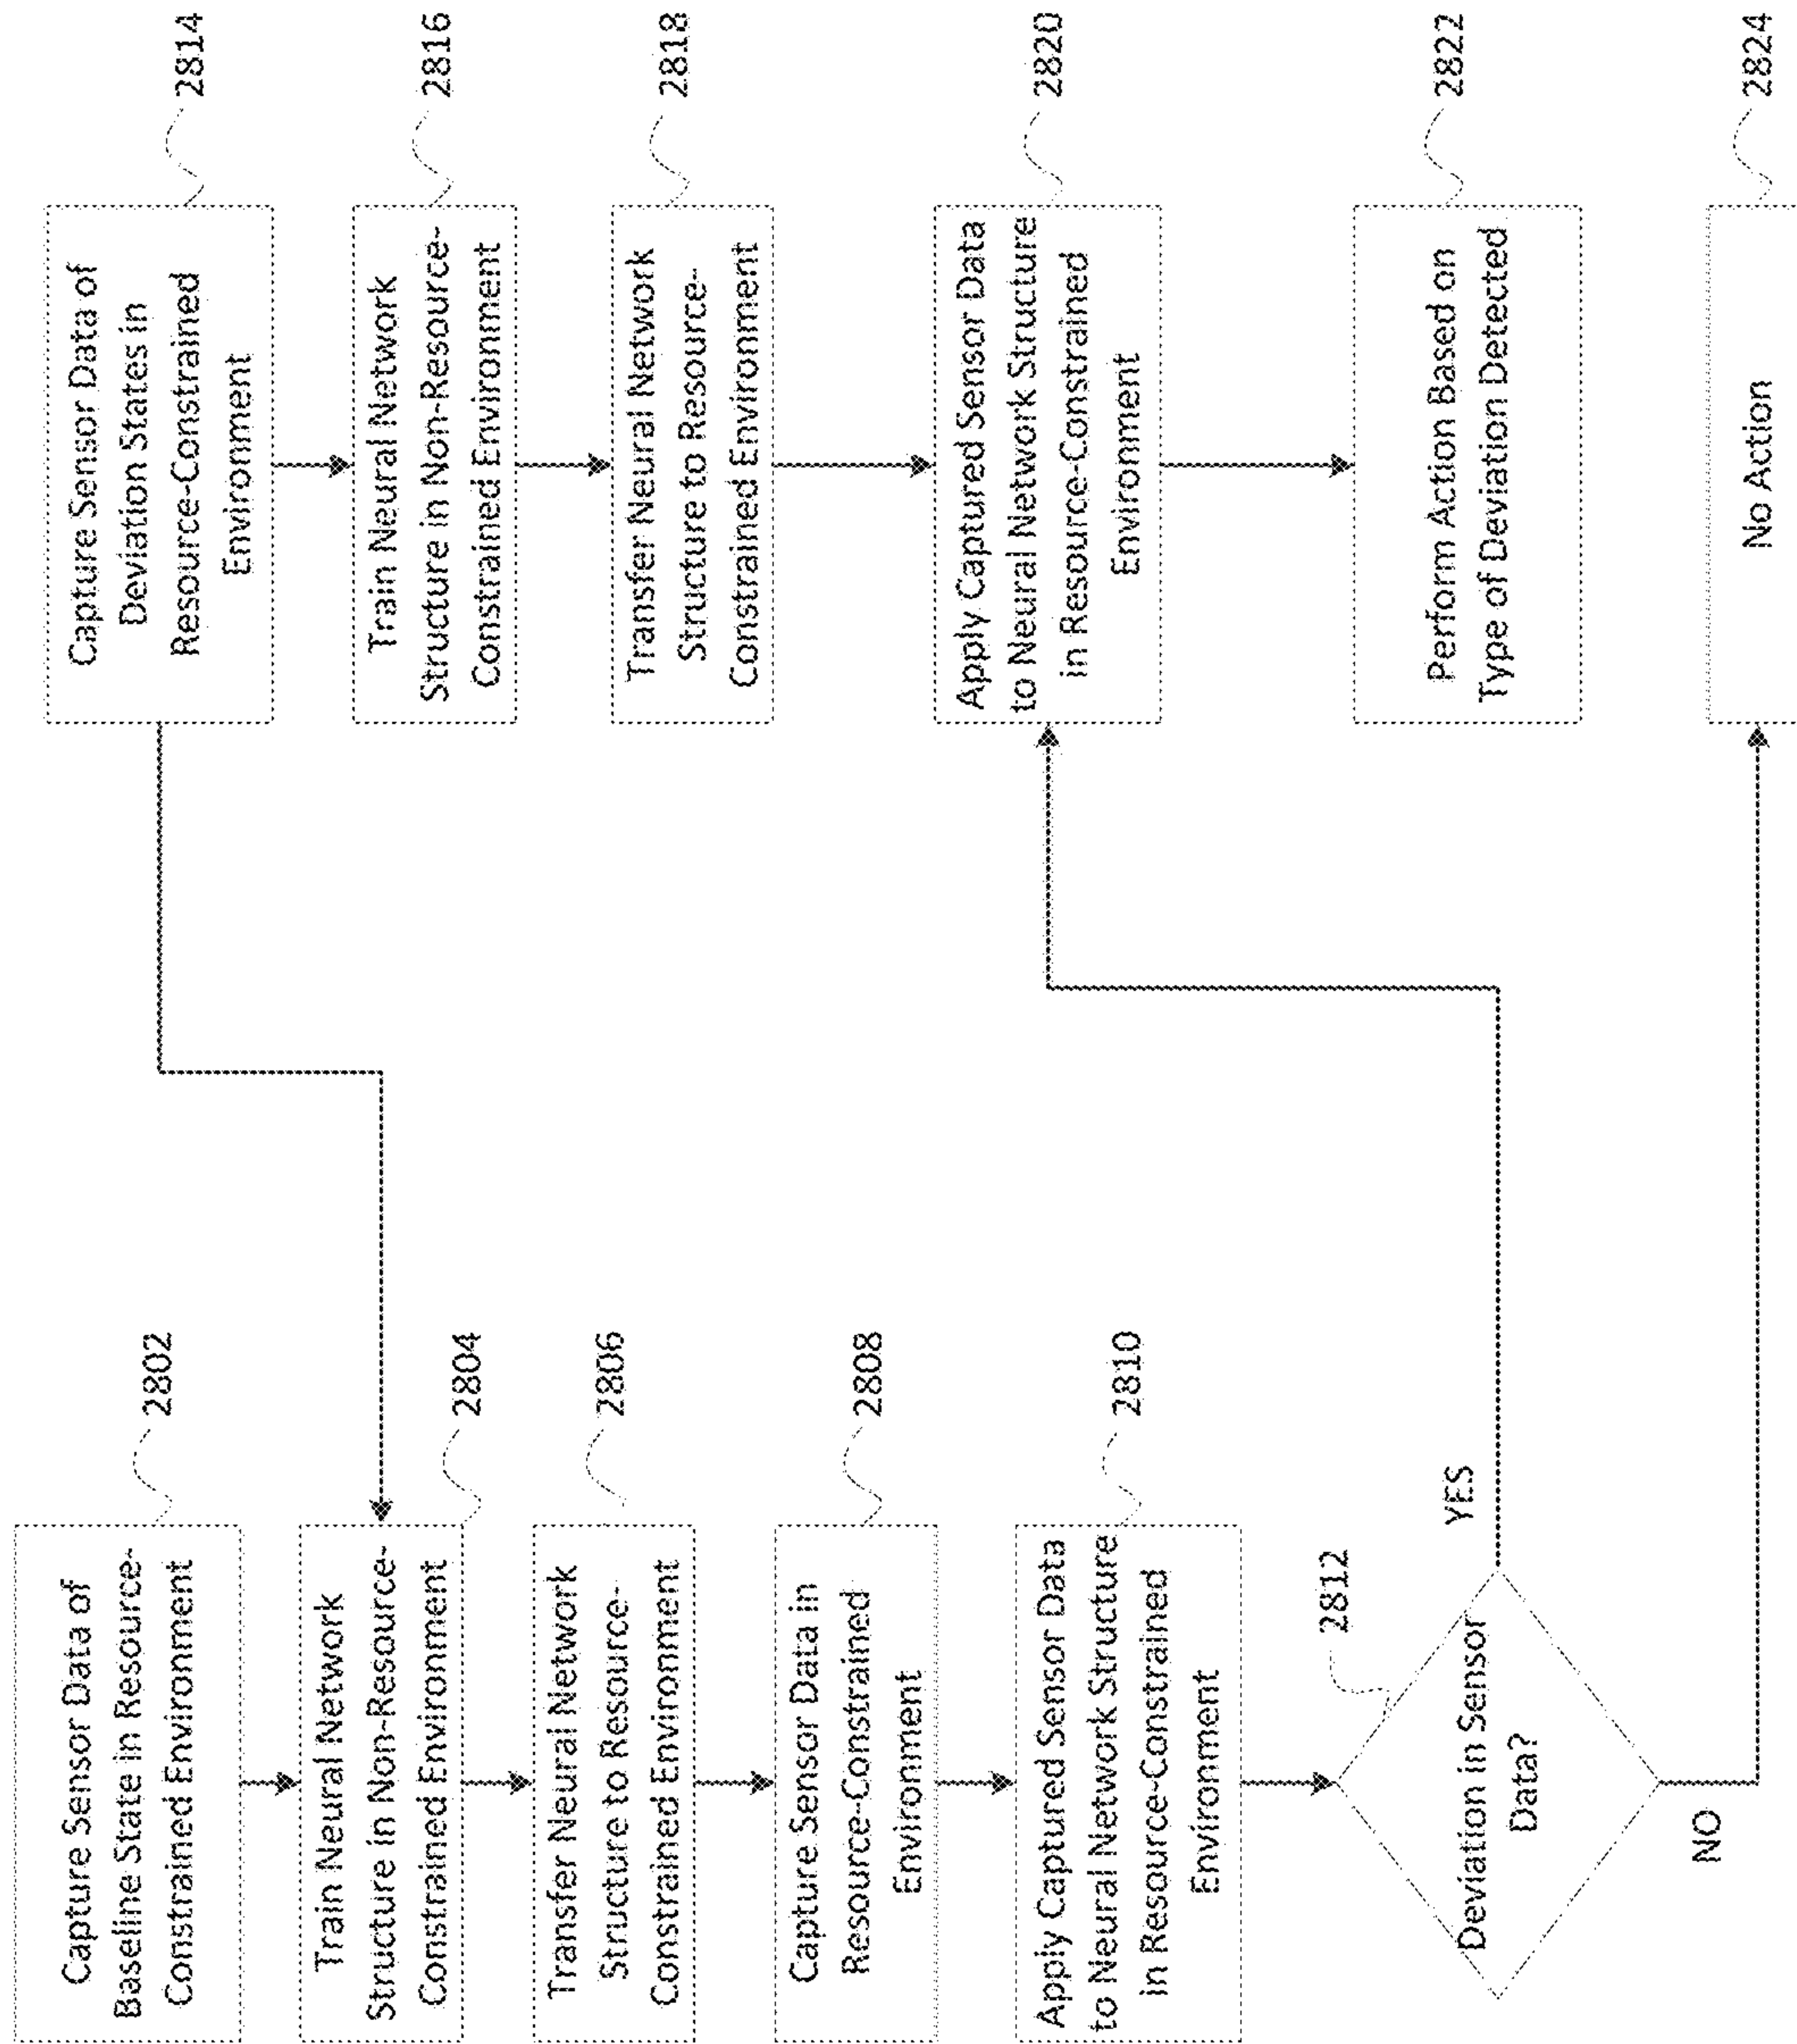 Capture Sensor Data of
Baseline State in Resource-
Constrained Environment
2802
Train Neural Network
Structure in Non-Resource-
Constrained Environment
2804
Transfer Neural Network
Structure to Resource-
Constrained Environment
2806
Capture Sensor Data in
Resource-Constrained
Environment
2808
Apply Captured Sensor Data
to Neural Network Structure
in Resource-Constrained
Environment
2810
Deviation in Sensor
Data?
2812
YES
NO
Capture Sensor Data of
Deviation States in
Resource-Constrained
Environment
2814
Train Neural Network
Structure in Non-Resource-
Constrained Environment
2816
Transfer Neural Network
Structure to Resource-
Constrained Environment
2818
Apply Captured Sensor Data
to Neural Network Structure
in Resource-Constrained
Environment
2820
Perform Action Based on
Type of Deviation Detected
2822
No Action
2824